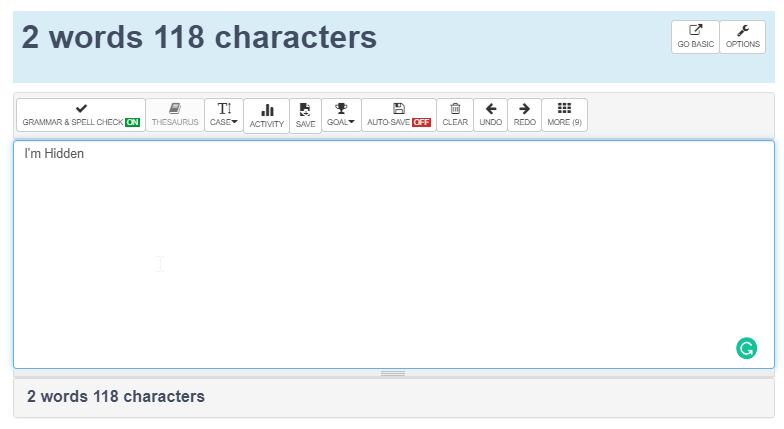 2 words 118 characters
GO BASIC OPTIONS
GRAMMAR & SPELL CHECK ON THESAURUS CASE ACTIVITY SAVE GOAL AUTO-SAVE OFF CLEAR UNDO REDO MORE (9)
I'm Hidden
2 words 118 characters